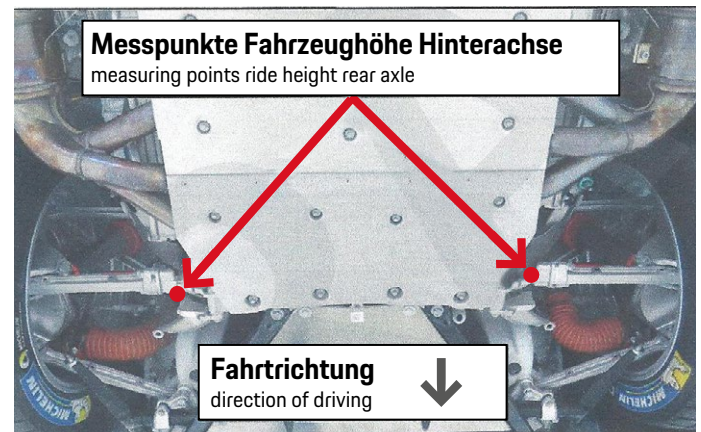 Messpunkte Fahrzeughöhe Hinterachse
measuring points ride height rear axle
Fahrtrichtung
direction of driving
MICHELIN
MICHELIN